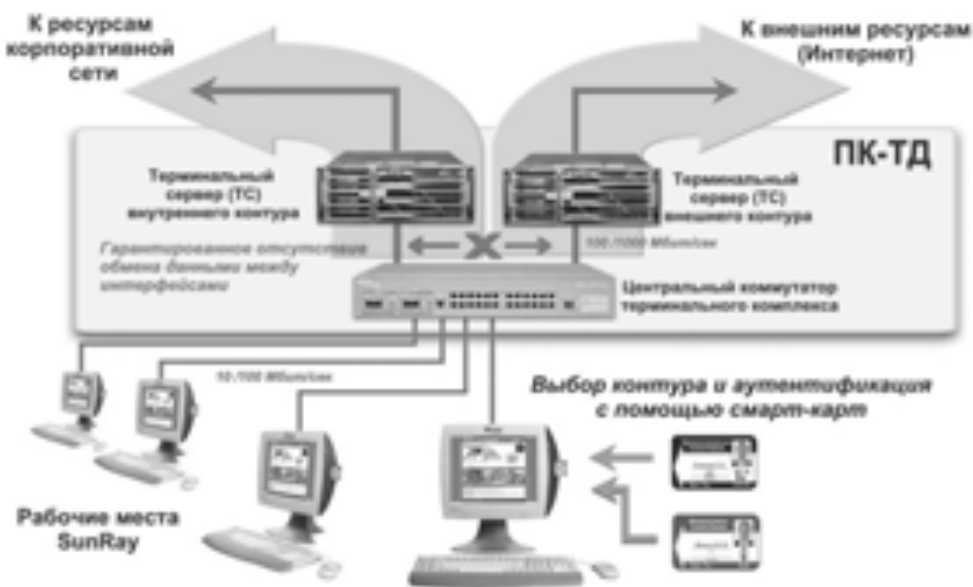 К ресурсам
корпоративной
сети
К внешним ресурсам
(Интернет)
ПК-ТД
Терминальный
сервер (ТС)
внутреннего контура
Терминальный
сервер (ТС)
внешнего контура
Гарантированное отсутствие
обмена данными между
интерфейсами
100 /1000 Мбит/сек
Центральный коммутатор
терминального комплекса
10 /100 Мбит/сек
Выбор контура и аутентификация
с помощью смарт-карт
Рабочие места
SunRay